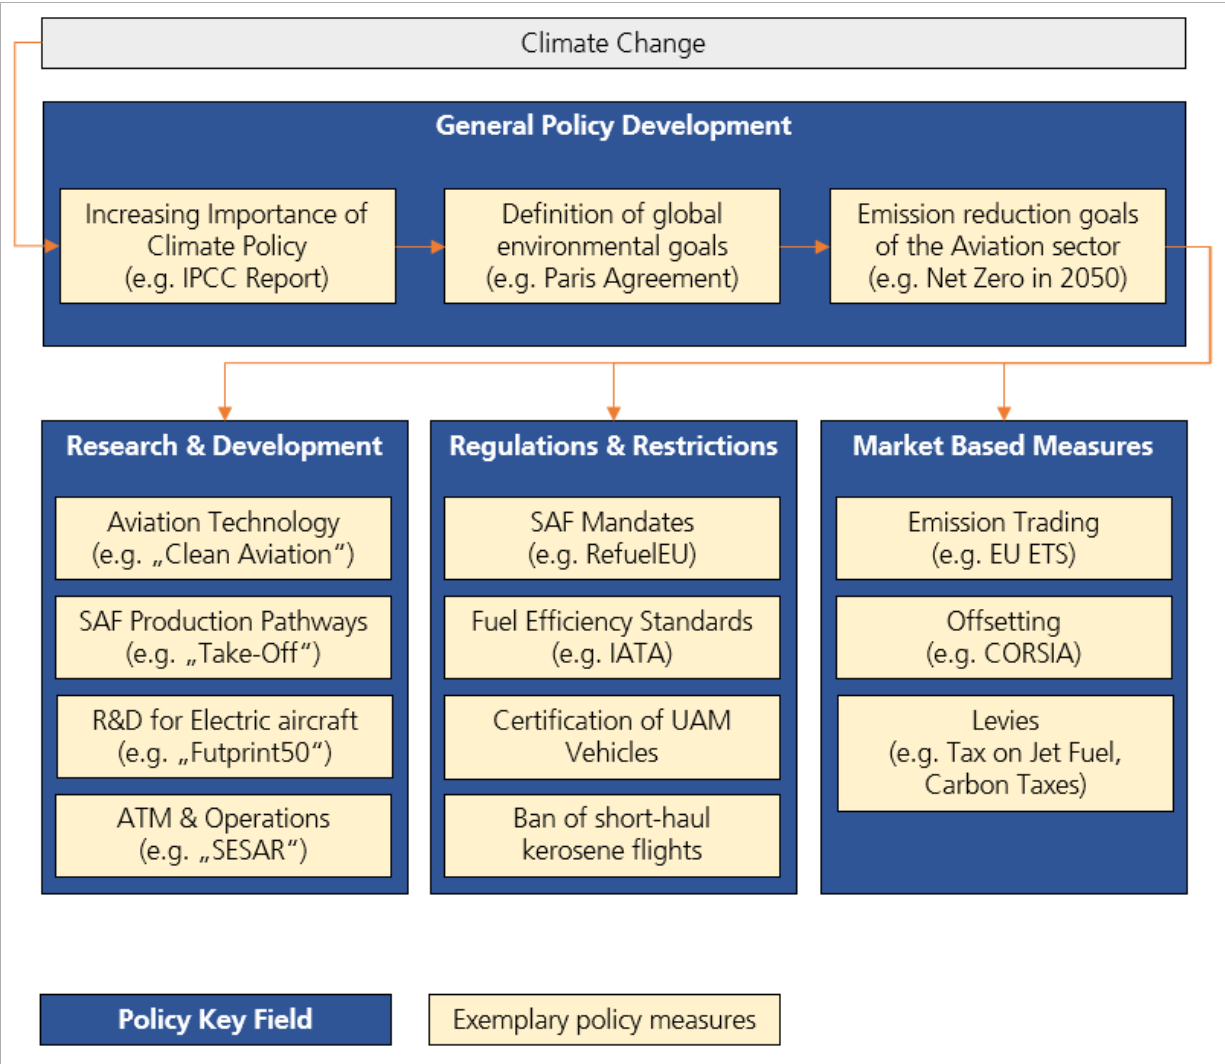 Climate Change
General Policy Development
Increasing Importance of
Climate Policy
(e.g. IPCC Report)
Definition of global
environmental goals
(e.g. Paris Agreement)
Emission reduction goals
of the Aviation sector
(e.g. Net Zero in 2050)
Research & Development
Aviation Technology
(e.g. „Clean Aviation“)
SAF Production Pathways
(e.g. „Take-Off“)
R&D for Electric aircraft
(e.g. „Futprint50“)
ATM & Operations
(e.g. „SESAR“)
Regulations & Restrictions
SAF Mandates
(e.g. RefuelEU)
Fuel Efficiency Standards
(e.g. IATA)
Certification of UAM
Vehicles
Ban of short-haul
kerosene flights
Market Based Measures
Emission Trading
(e.g. EU ETS)
Offsetting
(e.g. CORSIA)
Levies
(e.g. Tax on Jet Fuel,
Carbon Taxes)
Policy Key Field
Exemplary policy measures